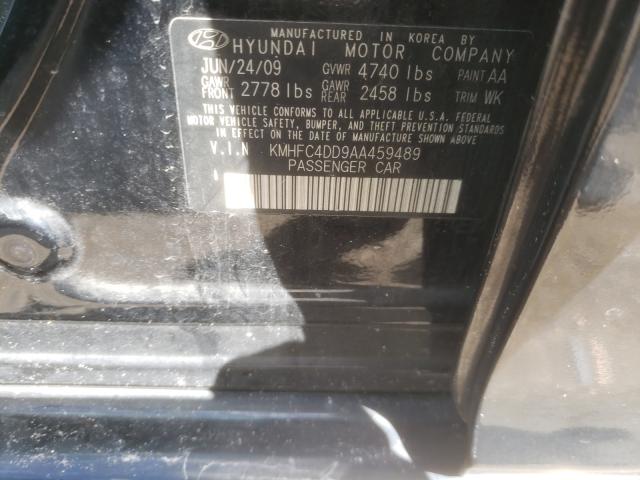 MANUFACTURED IN KOREA BY
HYUNDAI MOTOR COMPANY
JUN/24/09 GVWR 4740 lbs PAINT AA
GAWR FRONT 2778 lbs GAWR REAR 2458 lbs TRIM WK
THIS VEHICLE CONFORMS TO ALL APPLICABLE U.S.A. FEDERAL
MOTOR VEHICLE SAFETY, BUMPER, AND THEFT PREVENTION STANDARDS
IN EFFECT ON THE DATE OF MANUFACTURE SHOWN ABOVE.
V.I.N KMHFC4DD9AA459489
PASSENGER CAR